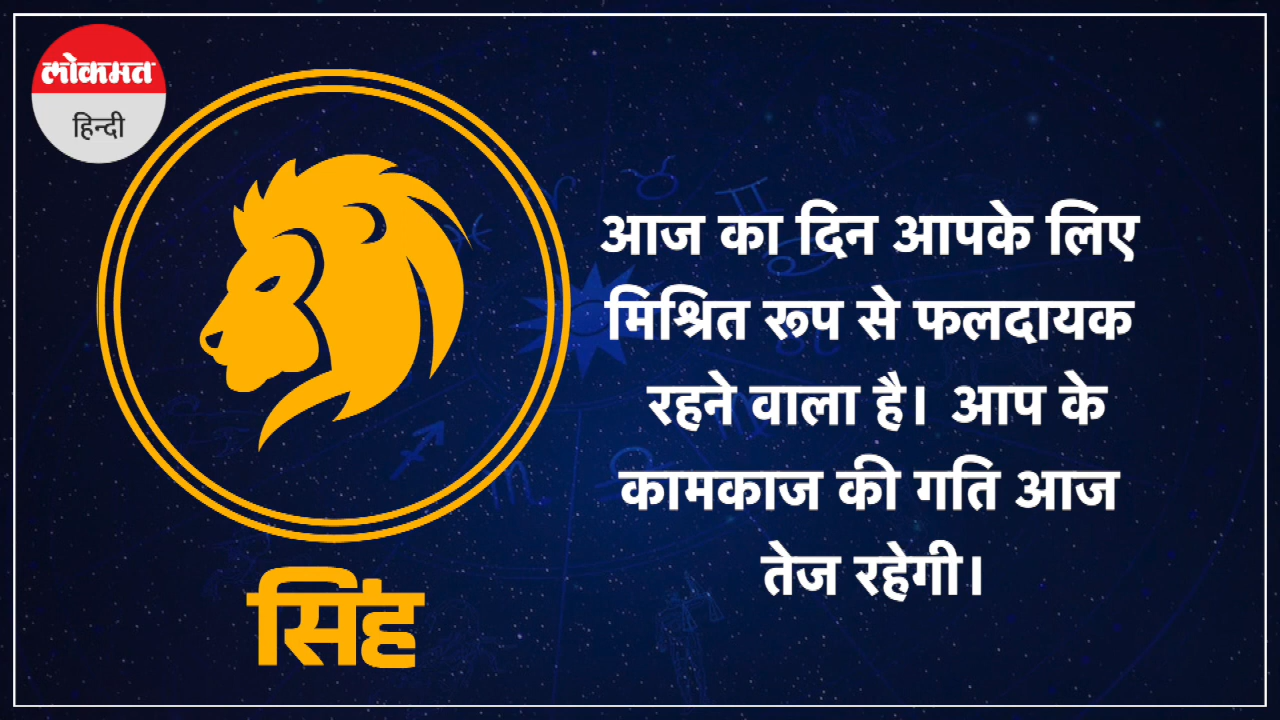 लोकमत
हिन्दी
आज का दिन आपके लिए
मिश्रित रूप से फलदायक
रहने वाला है। आप के
कामकाज की गति आज
तेज रहेगी।
सिंह